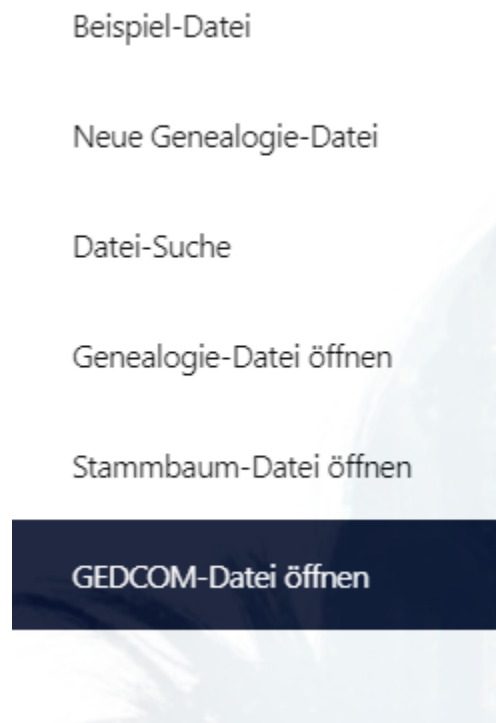 Beispiel-Datei
Neue Genealogie-Datei
Datei-Suche
Genealogie-Datei öffnen
Stammbaum-Datei öffnen
GEDCOM-Datei öffnen